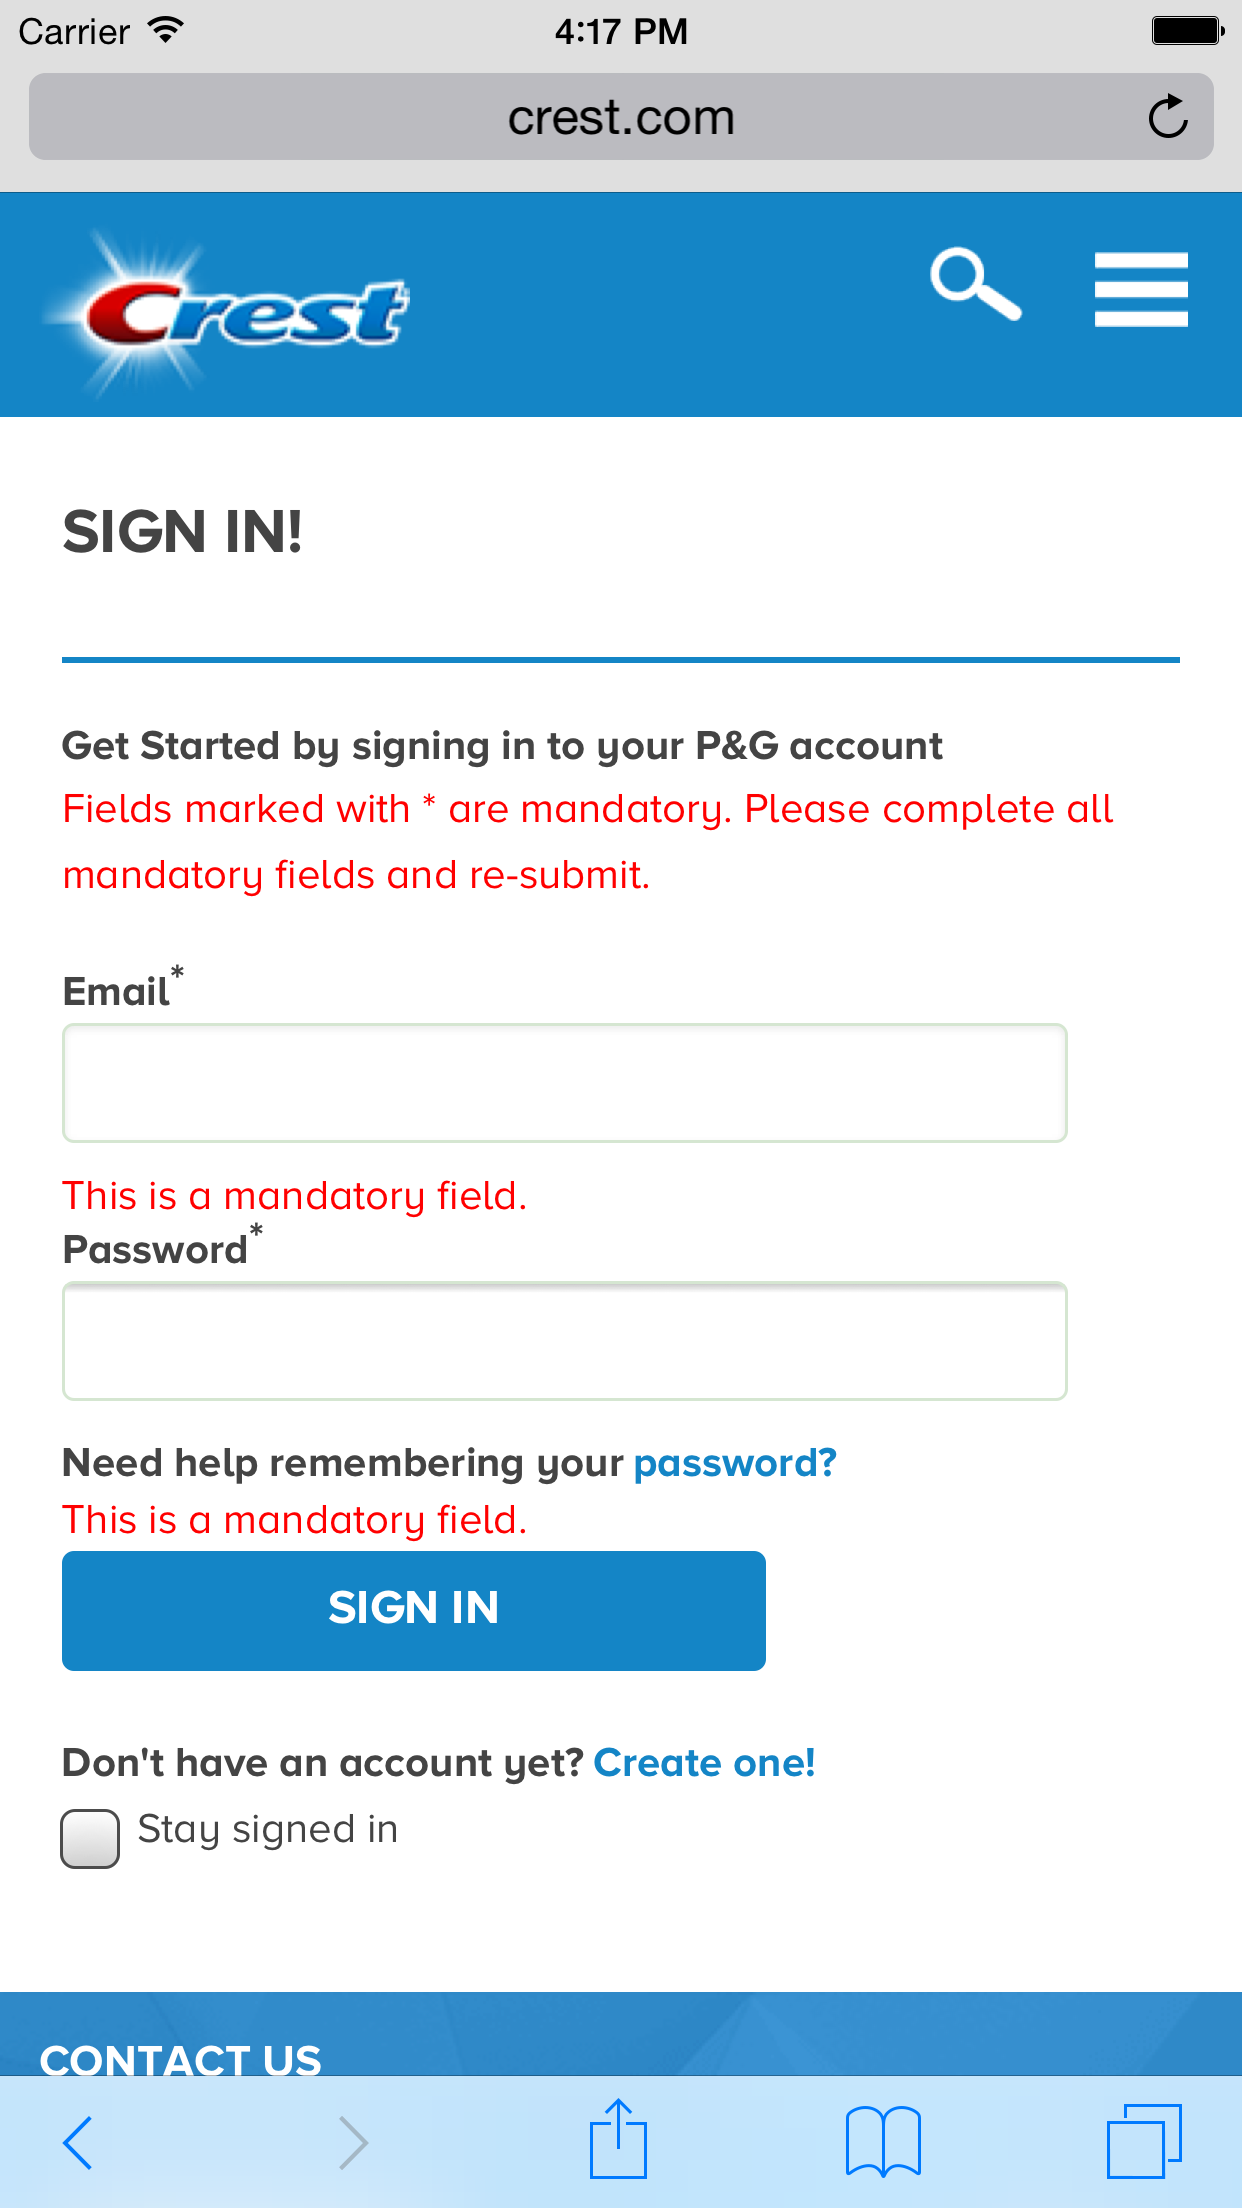 Carrier 4:17 PM
crest.com
Crest
SIGN IN!
Get Started by signing in to your P&G account
Fields marked with * are mandatory. Please complete all
mandatory fields and re-submit.
Email*
This is a mandatory field.
Password*
Need help remembering your password?
This is a mandatory field.
SIGN IN
Don't have an account yet? Create one!
Stay signed in
CONTACT US